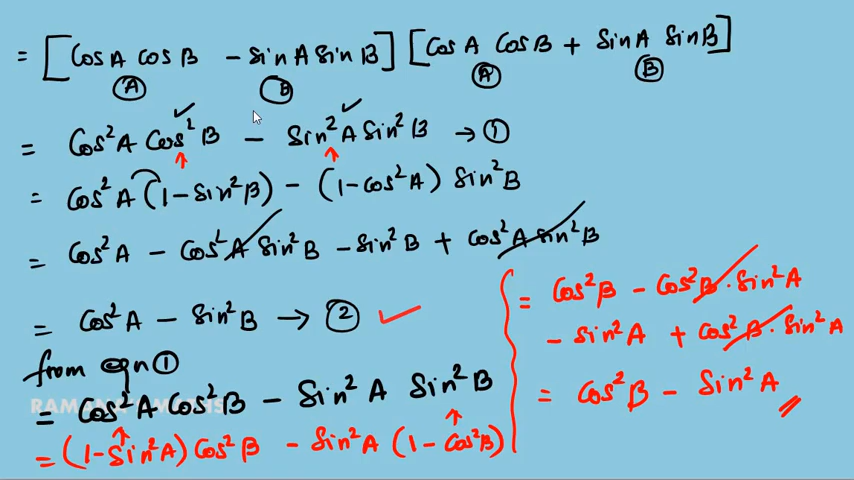 = [Cos A Cos B - Sin A Sin B] [Cos A Cos B + Sin A Sin B]
A B A B
= Cos²A Cos²B - Sin²A Sin²B → ①
= Cos²A (1 - Sin²B) - (1 - Cos²A) Sin²B
= Cos²A - Cos²A Sin²B - Sin²B + Cos²A Sin²B
= Cos²A - Sin²B → ②
from eqn ①
= Cos²A Cos²B - Sin²A Sin²B
= (1 - Sin²A) Cos²B - Sin²A (1 - Cos²B)
= Cos²B - Cos²B · Sin²A
- Sin²A + Cos²B · Sin²A
= Cos²B - Sin²A